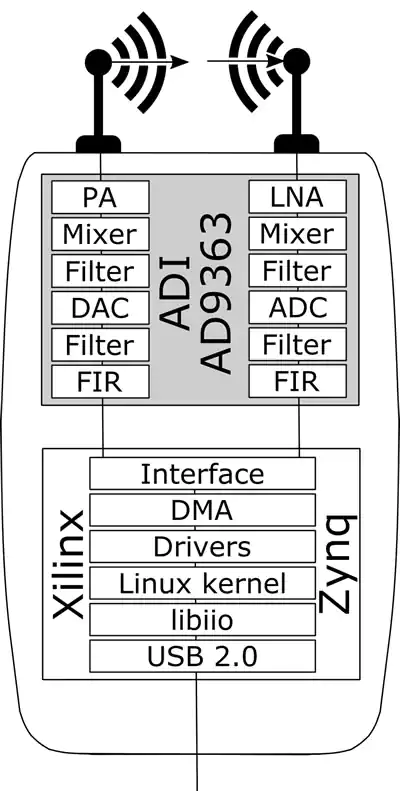 PA
Mixer
Filter
DAC
Filter
FIR
ADI
AD9363
LNA
Mixer
Filter
ADC
Filter
FIR
Xilinx
Interface
DMA
Drivers
Linux kernel
libiio
USB 2.0
Zynq